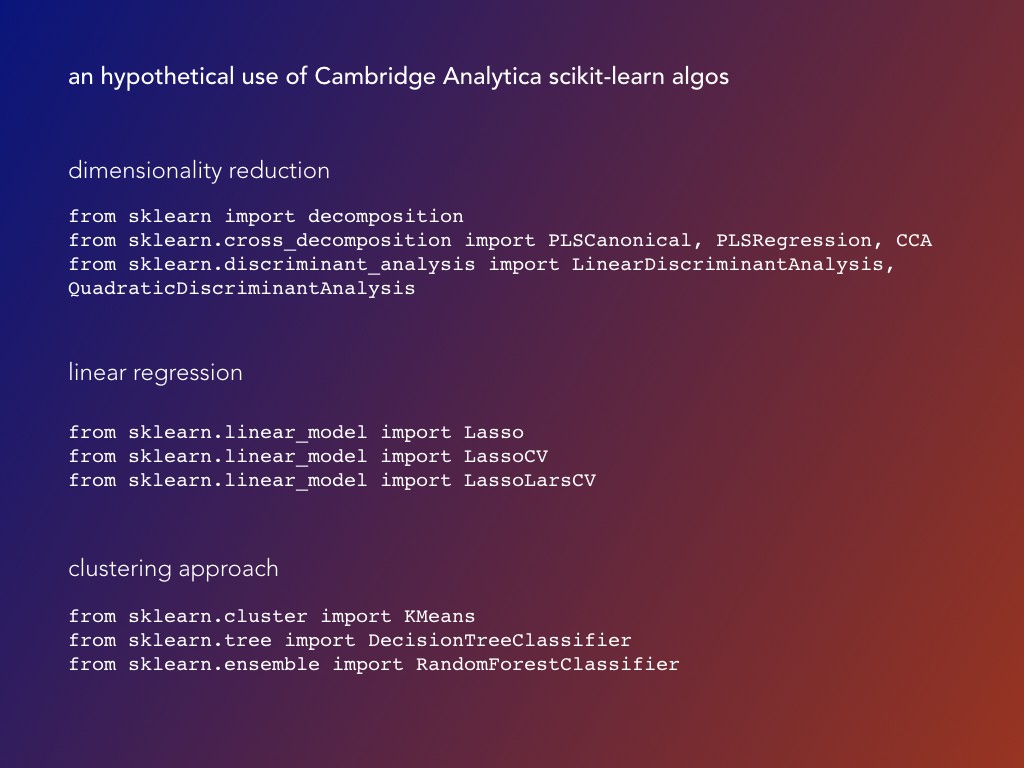 an hypothetical use of Cambridge Analytica scikit-learn algos
dimensionality reduction
from sklearn import decomposition
from sklearn.cross_decomposition import PLSCanonical, PLSRegression, CCA
from sklearn.discriminant_analysis import LinearDiscriminantAnalysis,
QuadraticDiscriminantAnalysis
linear regression
from sklearn.linear_model import Lasso
from sklearn.linear_model import LassoCV
from sklearn.linear_model import LassoLarsCV
clustering approach
from sklearn.cluster import KMeans
from sklearn.tree import DecisionTreeClassifier
from sklearn.ensemble import RandomForestClassifier